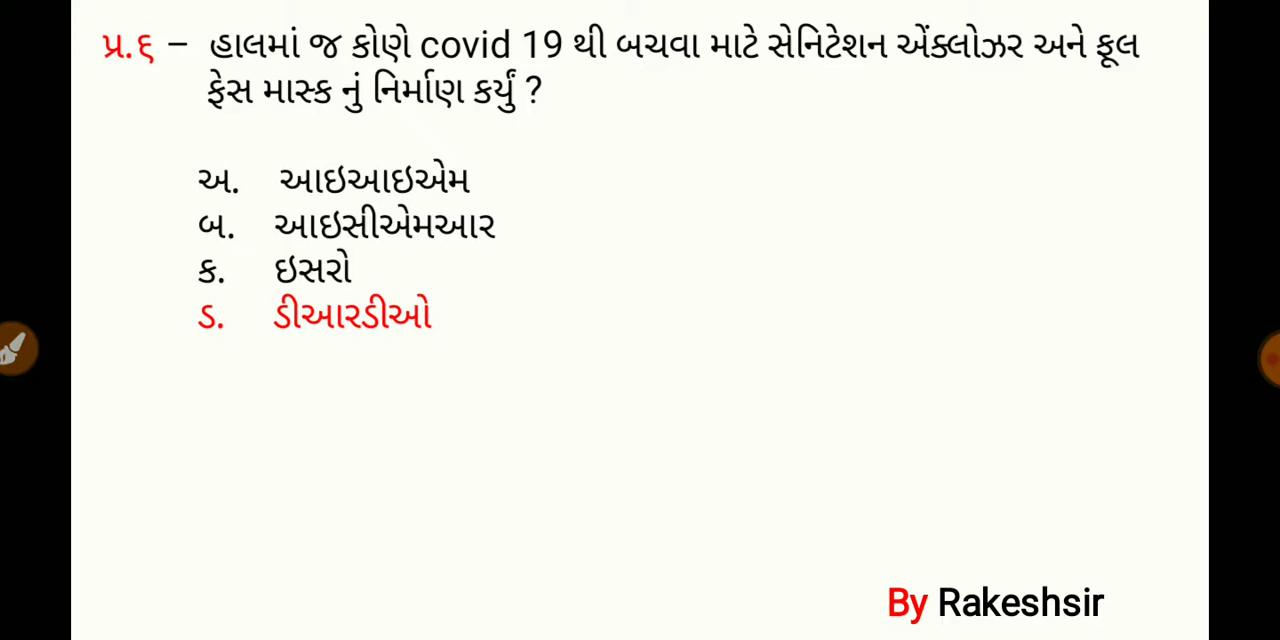 પ્ર.૬ – હાલમાં જ કોણે covid 19 થી બચવા માટે સેનિટેશન એંક્લોઝર અને ફૂલ
ફેસ માસ્ક નું નિર્માણ કર્યું ?
અ. આઇઆઇએમ
બ. આઇસીએમઆર
ક. ઇસરો
ડ. ડીઆરડીઓ
By Rakeshsir